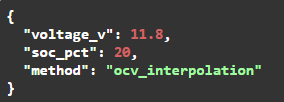 {
  "voltage_v": 11.8,
  "soc_pct": 20,
  "method": "ocv_interpolation"
}